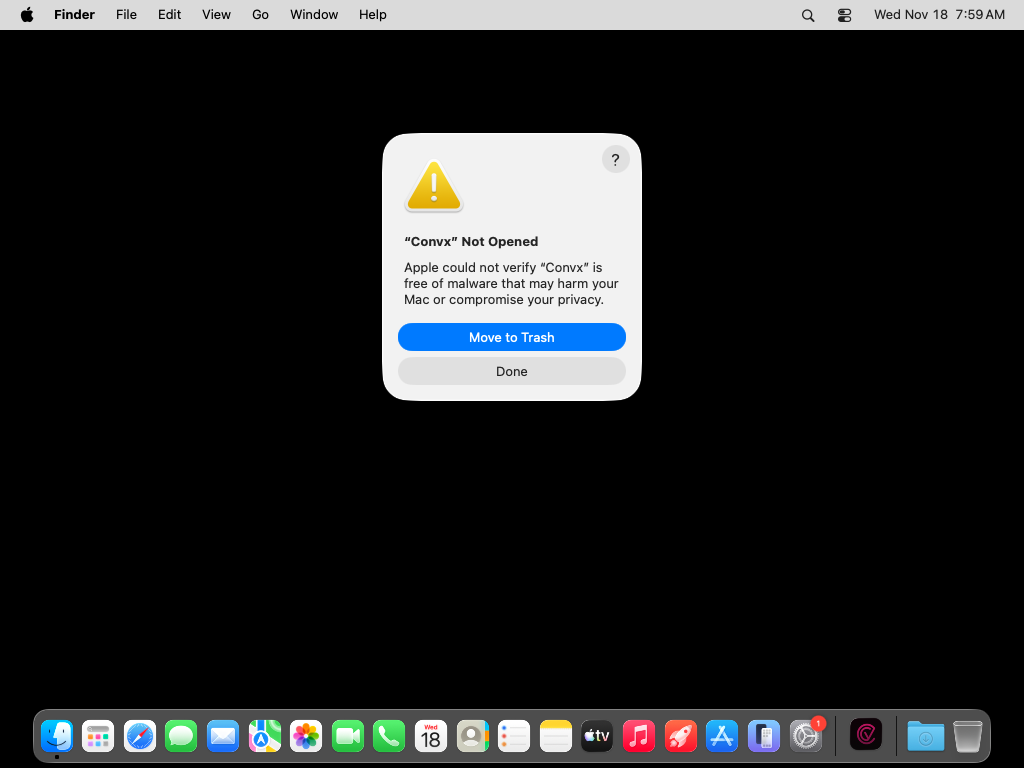 Finder File Edit View Go Window Help Wed Nov 18 7:59 AM
?
“Convx” Not Opened
Apple could not verify “Convx” is
free of malware that may harm your
Mac or compromise your privacy.
Move to Trash
Done
Wed
18
tv
1